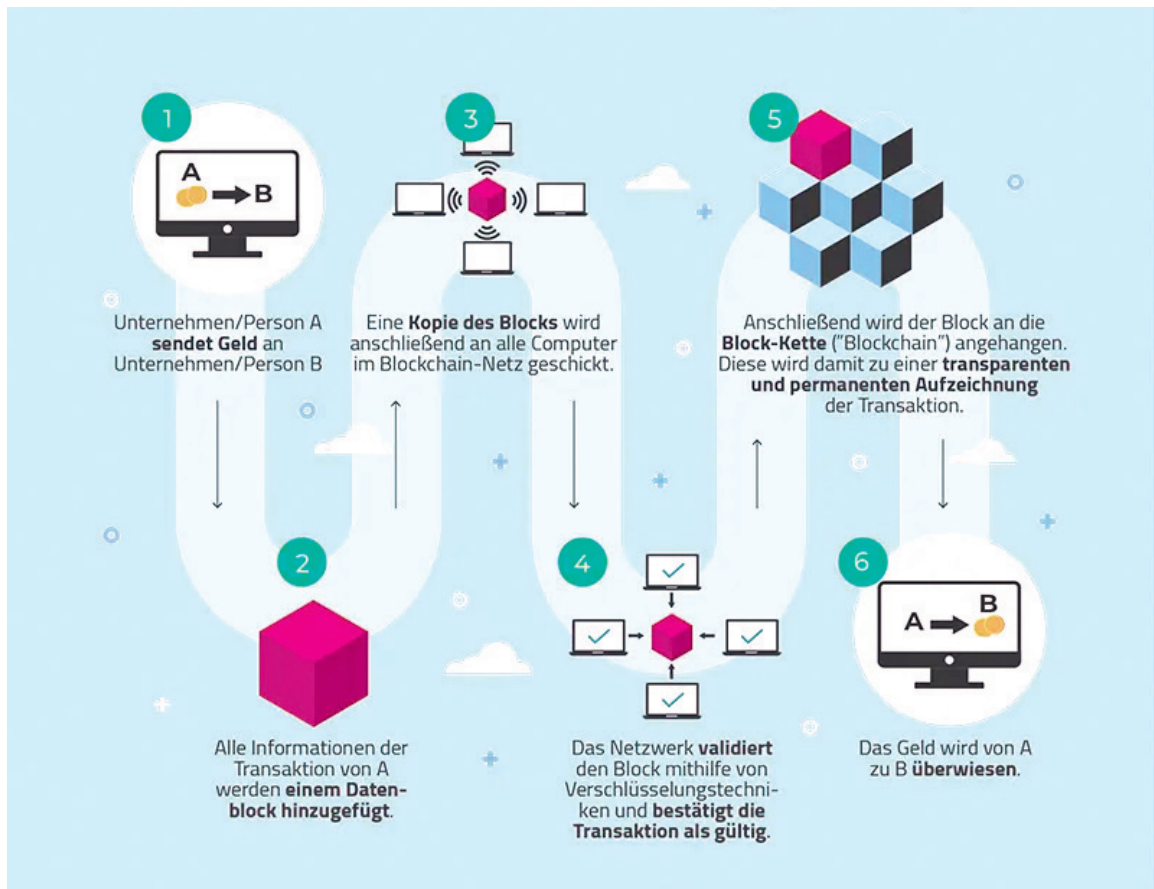 1
A
B
Unternehmen/Person A
sendet Geld an
Unternehmen/Person B
2
Alle Informationen der
Transaktion von A
werden einem Daten-
block hinzugefügt.
3
Eine Kopie des Blocks wird
anschließend an alle Computer
im Blockchain-Netz geschickt.
4
Das Netzwerk validiert
den Block mithilfe von
Verschlüsselungstechni-
ken und bestätigt die
Transaktion als gültig.
5
Anschließend wird der Block an die
Block-Kette ("Blockchain") angehangen.
Diese wird damit zu einer transparenten
und permanenten Aufzeichnung
der Transaktion.
6
A
B
Das Geld wird von A
zu B überwiesen.